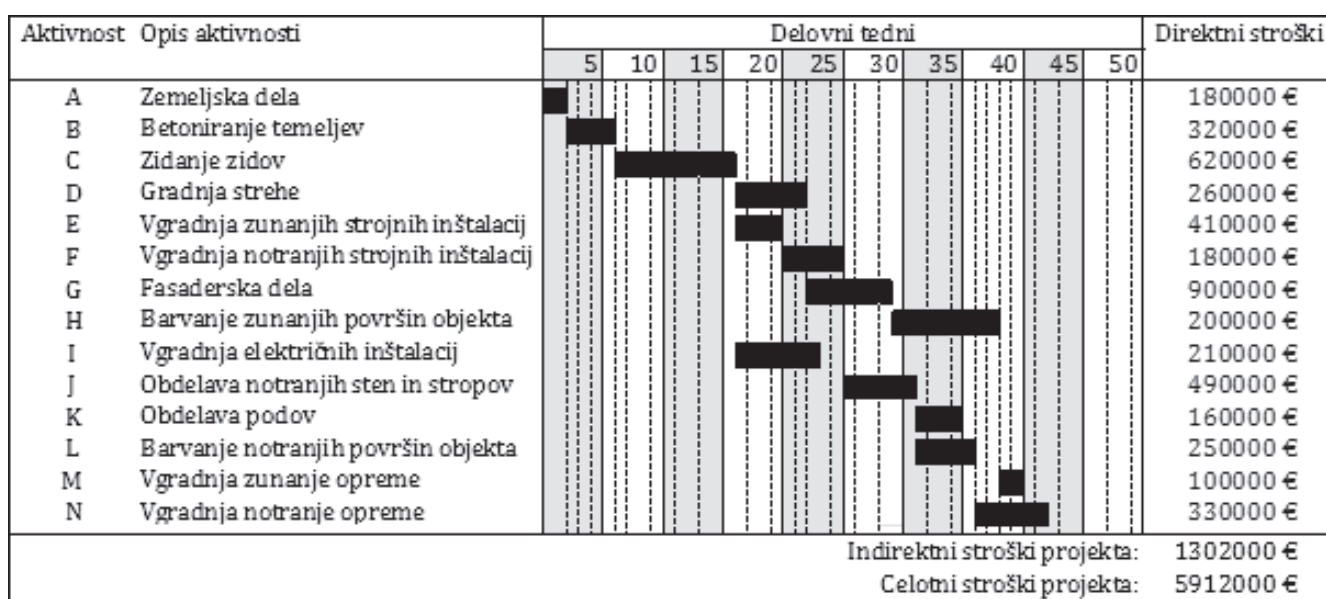 Aktivnost Opis aktivnosti Delovni tedni Direktni stroški
5 10 15 20 25 30 35 40 45 50
A Zemeljska dela 180000 €
B Betoniranje temeljev 320000 €
C Zidanje zidov 620000 €
D Gradnja strehe 260000 €
E Vgradnja zunanjih strojnih inštalacij 410000 €
F Vgradnja notranjih strojnih inštalacij 180000 €
G Fasaderska dela 900000 €
H Barvanje zunanjih površin objekta 200000 €
I Vgradnja električnih inštalacij 210000 €
J Obdelava notranjih sten in stropov 490000 €
K Obdelava podov 160000 €
L Barvanje notranjih površin objekta 250000 €
M Vgradnja zunanje opreme 100000 €
N Vgradnja notranje opreme 330000 €
Indirektni stroški projekta: 1302000 €
Celotni stroški projekta: 5912000 €